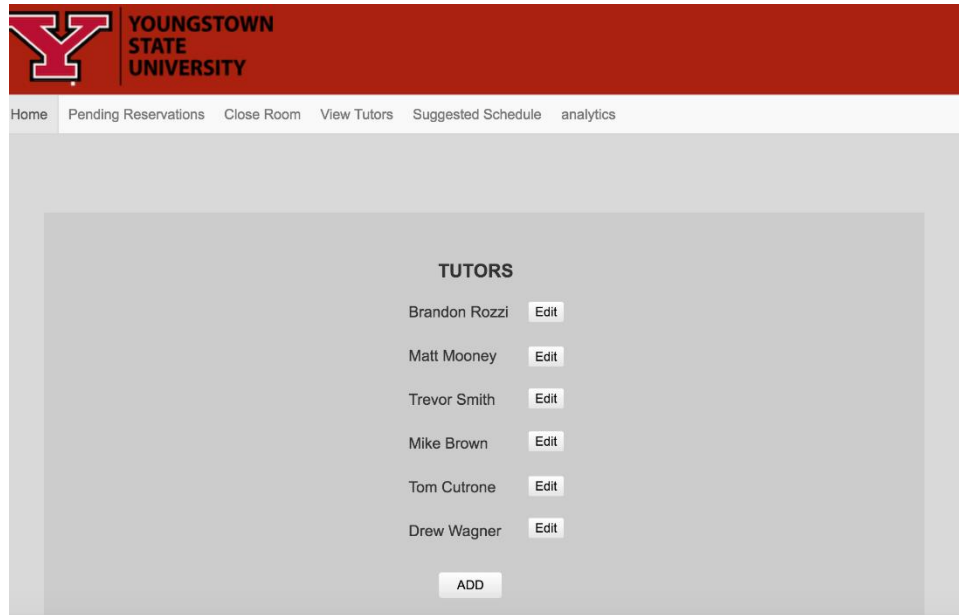 YOUNGSTOWN
STATE
UNIVERSITY
Home Pending Reservations Close Room View Tutors Suggested Schedule analytics
TUTORS
Brandon Rozzi Edit
Matt Mooney Edit
Trevor Smith Edit
Mike Brown Edit
Tom Cutrone Edit
Drew Wagner Edit
ADD